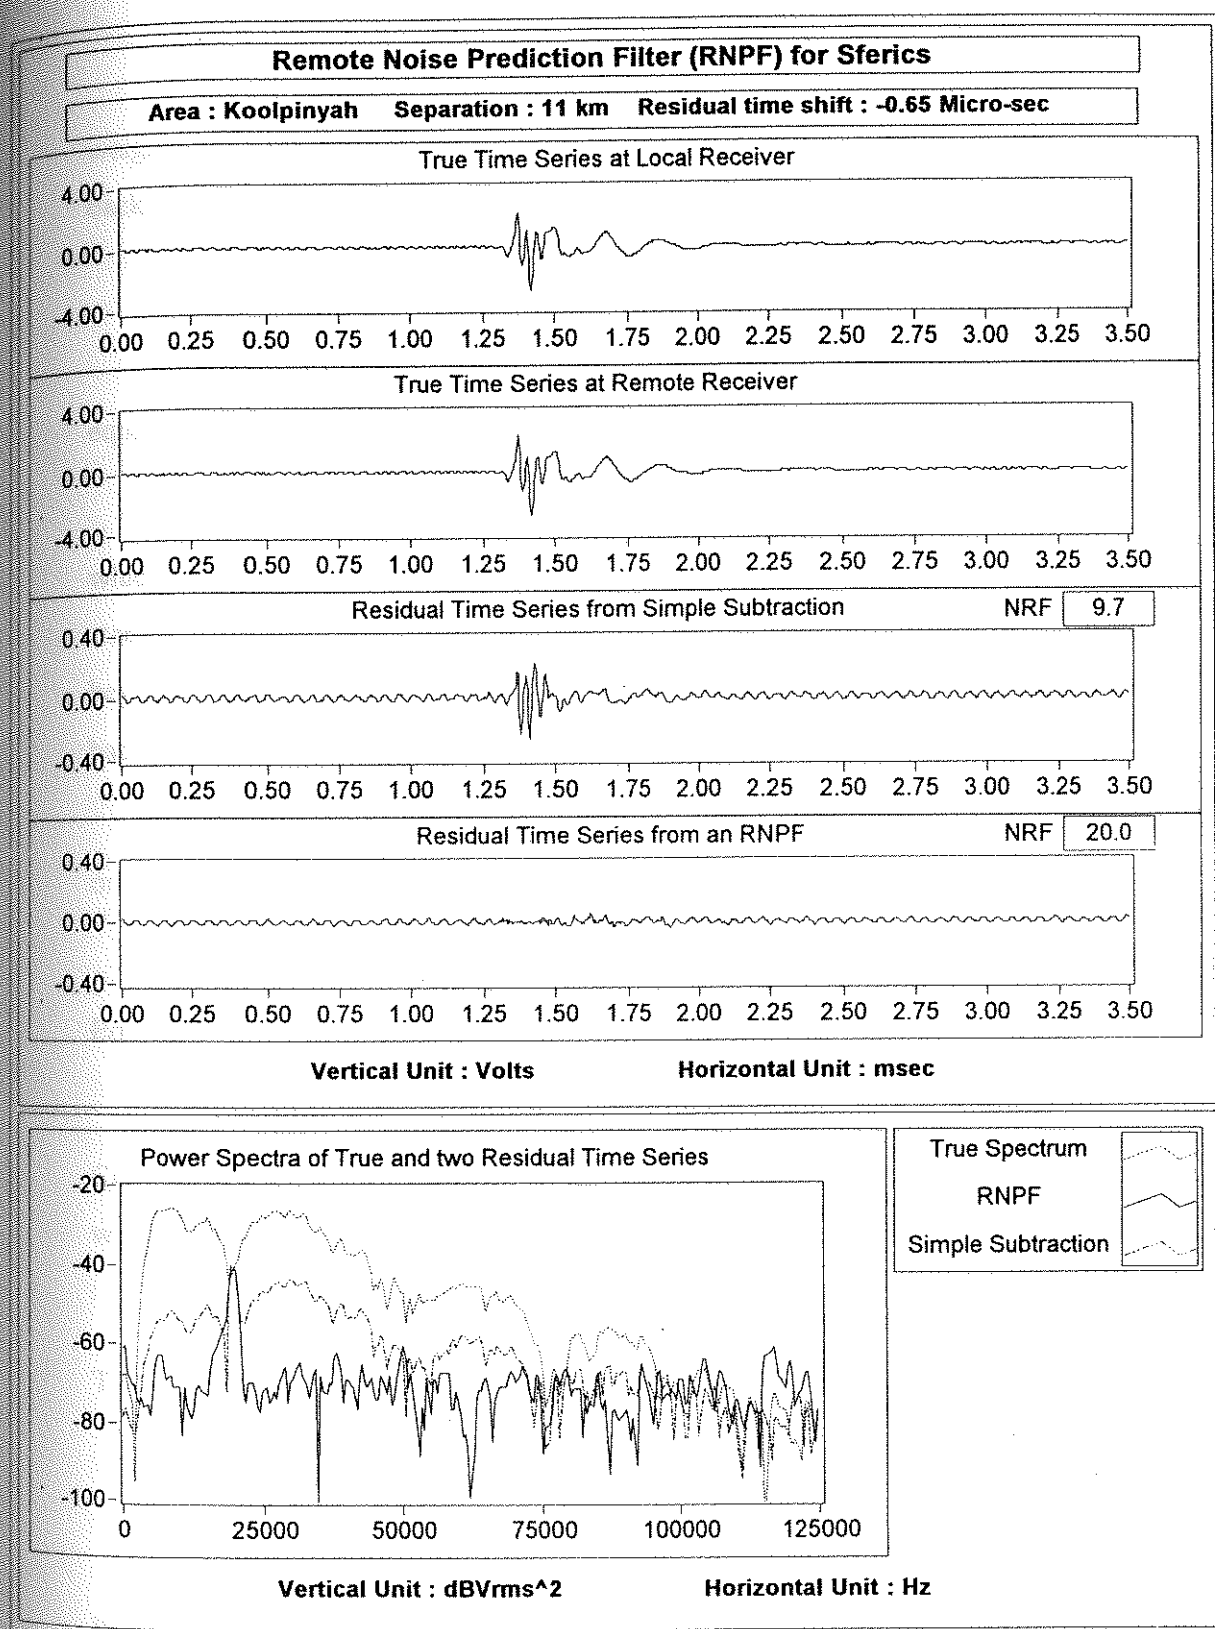 Remote Noise Prediction Filter (RNPF) for Sferics
Area : Koolpinyah Separation : 11 km Residual time shift : -0.65 Micro-sec
True Time Series at Local Receiver
4.00
0.00
-4.00
0.00 0.25 0.50 0.75 1.00 1.25 1.50 1.75 2.00 2.25 2.50 2.75 3.00 3.25 3.50
True Time Series at Remote Receiver
4.00
0.00
-4.00
0.00 0.25 0.50 0.75 1.00 1.25 1.50 1.75 2.00 2.25 2.50 2.75 3.00 3.25 3.50
Residual Time Series from Simple Subtraction NRF 9.7
0.40
0.00
-0.40
0.00 0.25 0.50 0.75 1.00 1.25 1.50 1.75 2.00 2.25 2.50 2.75 3.00 3.25 3.50
Residual Time Series from an RNPF NRF 20.0
0.40
0.00
-0.40
0.00 0.25 0.50 0.75 1.00 1.25 1.50 1.75 2.00 2.25 2.50 2.75 3.00 3.25 3.50
Vertical Unit : Volts Horizontal Unit : msec
Power Spectra of True and two Residual Time Series
-20
-40
-60
-80
-100
0 25000 50000 75000 100000 125000
True Spectrum
RNPF
Simple Subtraction
Vertical Unit : dBVrms^2 Horizontal Unit : Hz